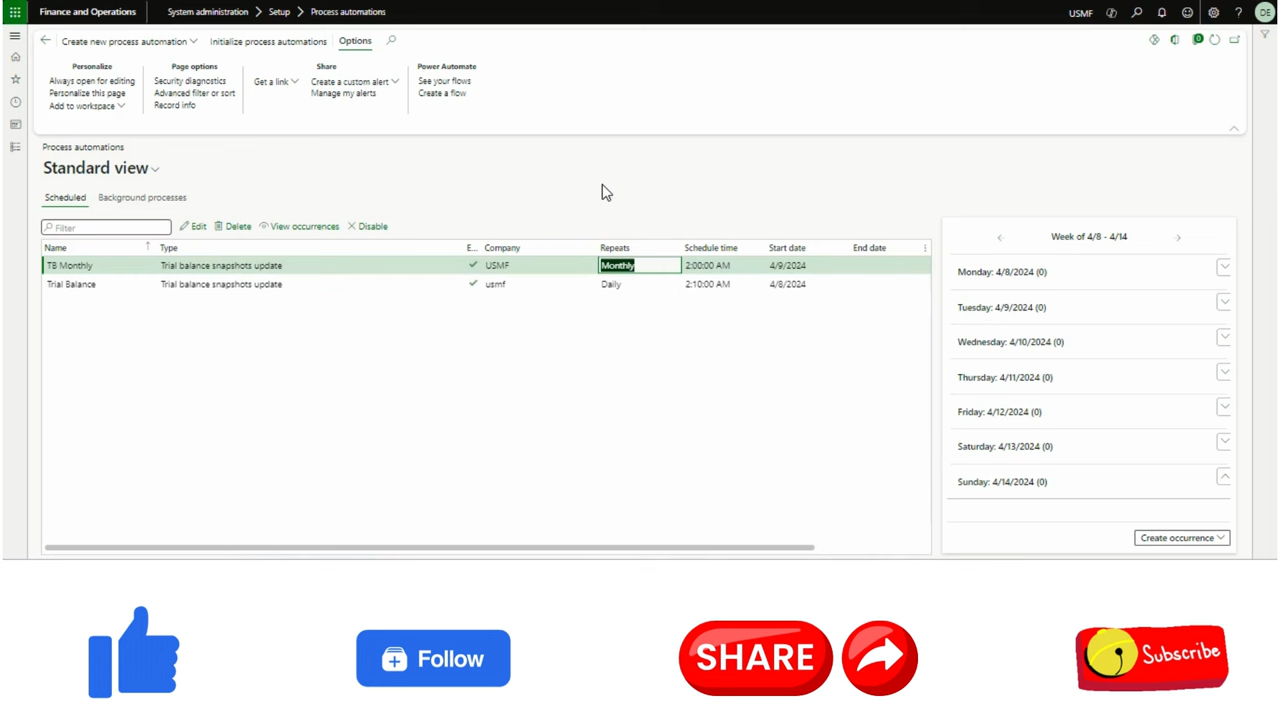 Finance and Operations
System administration > Setup > Process automations
USMF
DE
Create new process automation
Initialize process automations
Options
0
Personalize
Always open for editing
Personalize this page
Add to workspace
Page options
Security diagnostics
Advanced filter or sort
Record info
Get a link
Share
Create a custom alert
Manage my alerts
Power Automate
See your flows
Create a flow
Process automations
Standard view
Scheduled
Background processes
Filter
Edit
Delete
View occurrences
Disable
Name Type E... Company Repeats Schedule time Start date End date
TB Monthly Trial balance snapshots update USMF Monthly 2:00:00 AM 4/9/2024
Trial Balance Trial balance snapshots update usmf Daily 2:10:00 AM 4/8/2024
Week of 4/8 - 4/14
Monday: 4/8/2024 (0)
Tuesday: 4/9/2024 (0)
Wednesday: 4/10/2024 (0)
Thursday: 4/11/2024 (0)
Friday: 4/12/2024 (0)
Saturday: 4/13/2024 (0)
Sunday: 4/14/2024 (0)
Create occurrence
Follow
SHARE
Subscribe